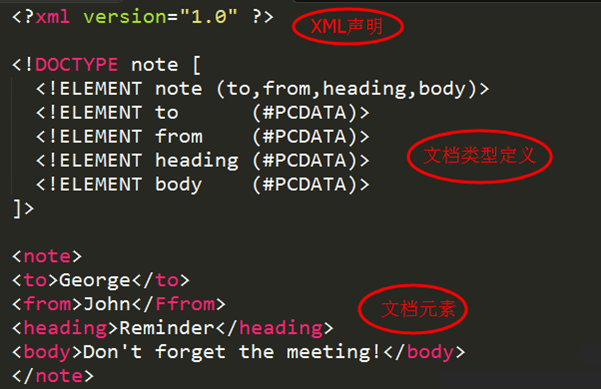 <?xml version="1.0" ?> XML声明
<!DOCTYPE note [
<!ELEMENT note (to,from,heading,body)>
<!ELEMENT to (#PCDATA)>
<!ELEMENT from (#PCDATA)>
<!ELEMENT heading (#PCDATA)>
<!ELEMENT body (#PCDATA)>
]>
文档类型定义
<note>
<to>George</to>
<from>John</Ffrom>
<heading>Reminder</heading>
<body>Don't forget the meeting!</body>
</note>
文档元素